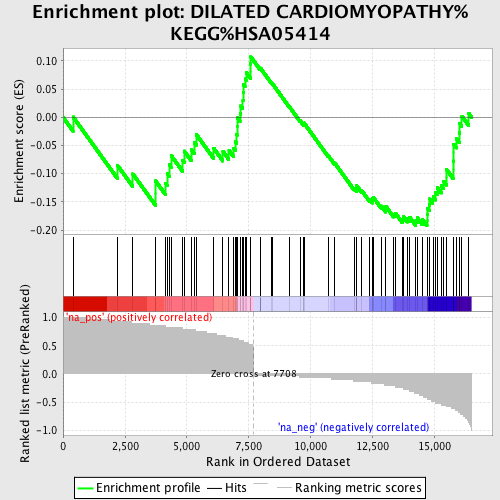 Enrichment plot: DILATED CARDIOMYOPATHY%
KEGG%HSA05414
Enrichment score (ES)
0.10
0.05
0.00
-0.05
-0.10
-0.15
-0.20
Ranked list metric (PreRanked)
1.0
0.5
0.0
-0.5
-1.0
'na_pos' (positively correlated)
Zero cross at 7708
'na_neg' (negatively correlated)
0
2,500
5,000
7,500
10,000
12,500
15,000
Rank in Ordered Dataset
Enrichment profile
Hits
Ranking metric scores